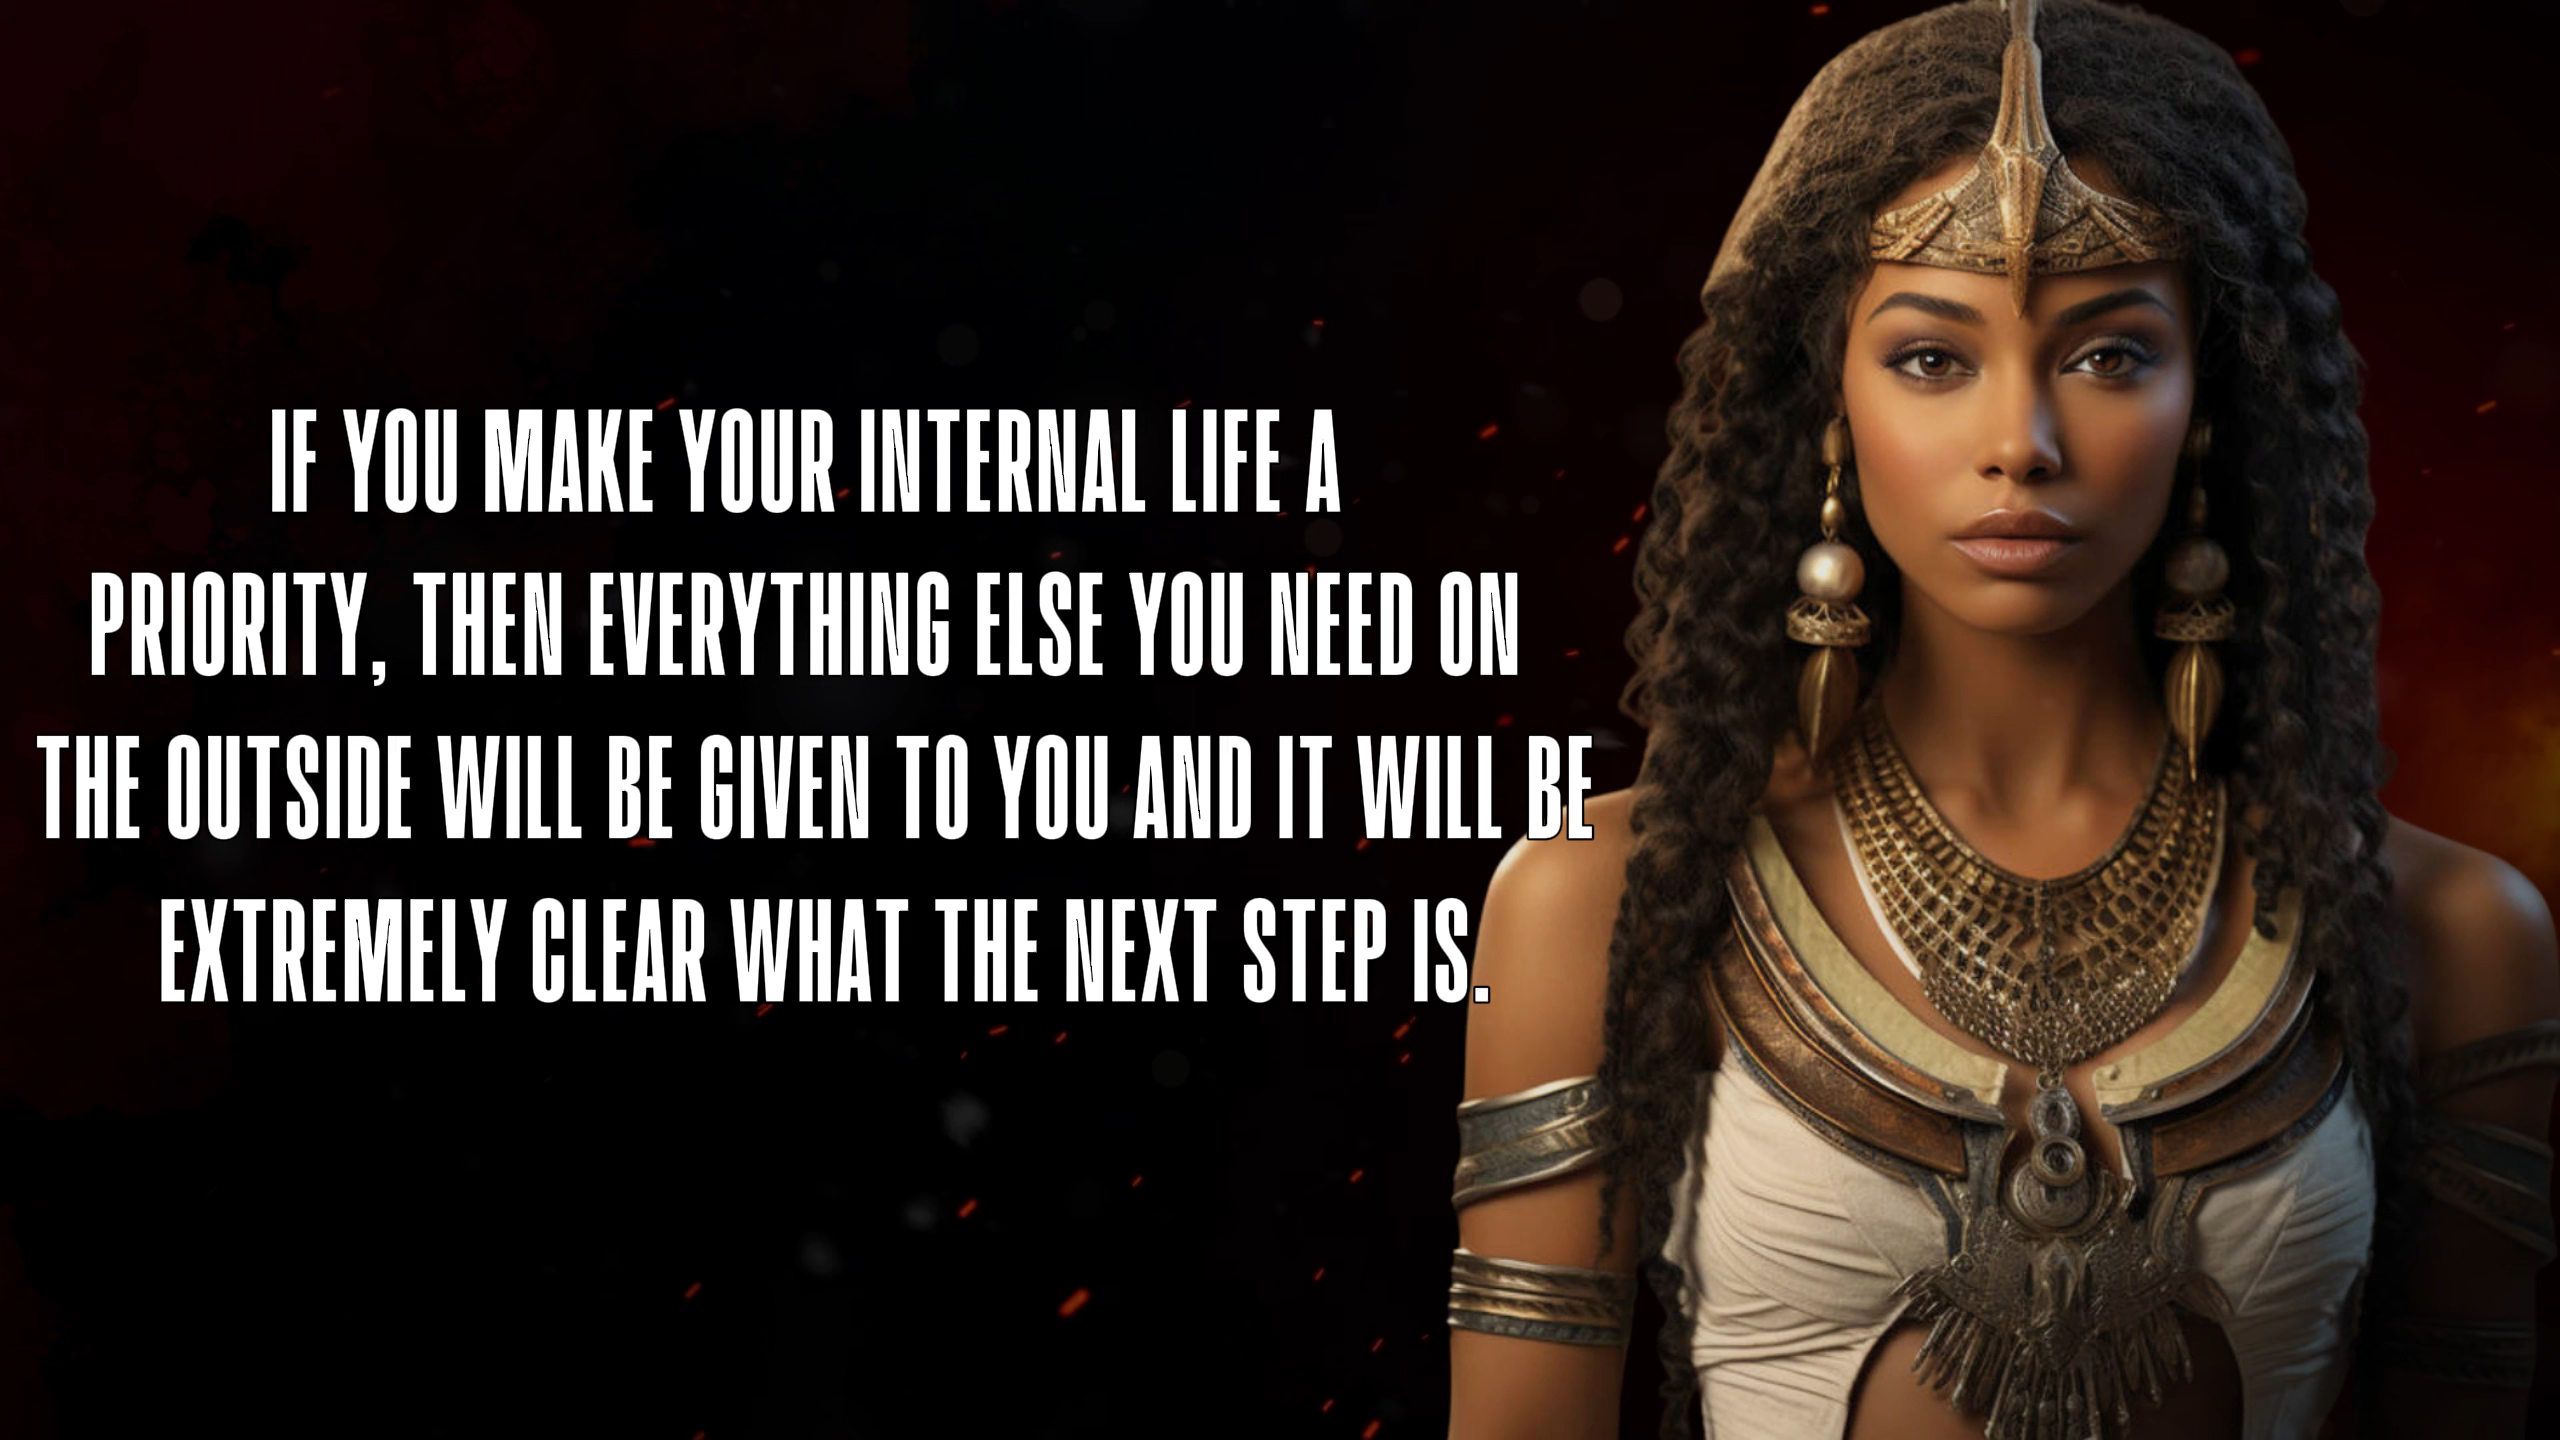 IF YOU MAKE YOUR INTERNAL LIFE A
PRIORITY, THEN EVERYTHING ELSE YOU NEED ON
THE OUTSIDE WILL BE GIVEN TO YOU AND IT WILL BE
EXTREMELY CLEAR WHAT THE NEXT STEP IS.